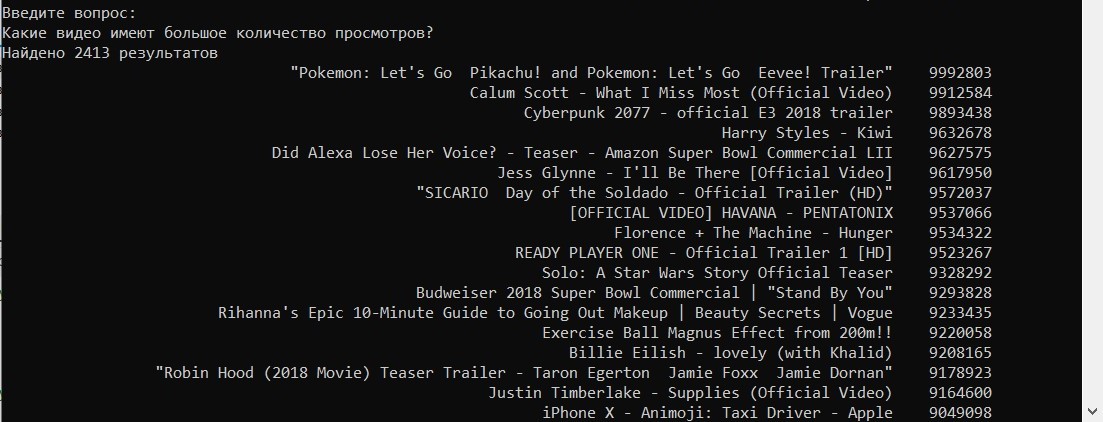 Введите вопрос:
Какие видео имеют большое количество просмотров?
Найдено 2413 результатов
"Pokemon: Let's Go  Pikachu! and Pokemon: Let's Go  Eevee! Trailer" 9992803
Calum Scott - What I Miss Most (Official Video) 9912584
Cyberpunk 2077 - official E3 2018 trailer 9893438
Harry Styles - Kiwi 9632678
Did Alexa Lose Her Voice? - Teaser - Amazon Super Bowl Commercial LII 9627575
Jess Glynne - I'll Be There [Official Video] 9617950
"SICARIO  Day of the Soldado - Official Trailer (HD)" 9572037
[OFFICIAL VIDEO] HAVANA - PENTATONIX 9537066
Florence + The Machine - Hunger 9534322
READY PLAYER ONE - Official Trailer 1 [HD] 9523267
Solo: A Star Wars Story Official Teaser 9328292
Budweiser 2018 Super Bowl Commercial | "Stand By You" 9293828
Rihanna's Epic 10-Minute Guide to Going Out Makeup | Beauty Secrets | Vogue 9233435
Exercise Ball Magnus Effect from 200m!! 9220058
Billie Eilish - lovely (with Khalid) 9208165
"Robin Hood (2018 Movie) Teaser Trailer - Taron Egerton  Jamie Foxx  Jamie Dornan" 9178923
Justin Timberlake - Supplies (Official Video) 9164600
iPhone X - Animoji: Taxi Driver - Apple 9049098